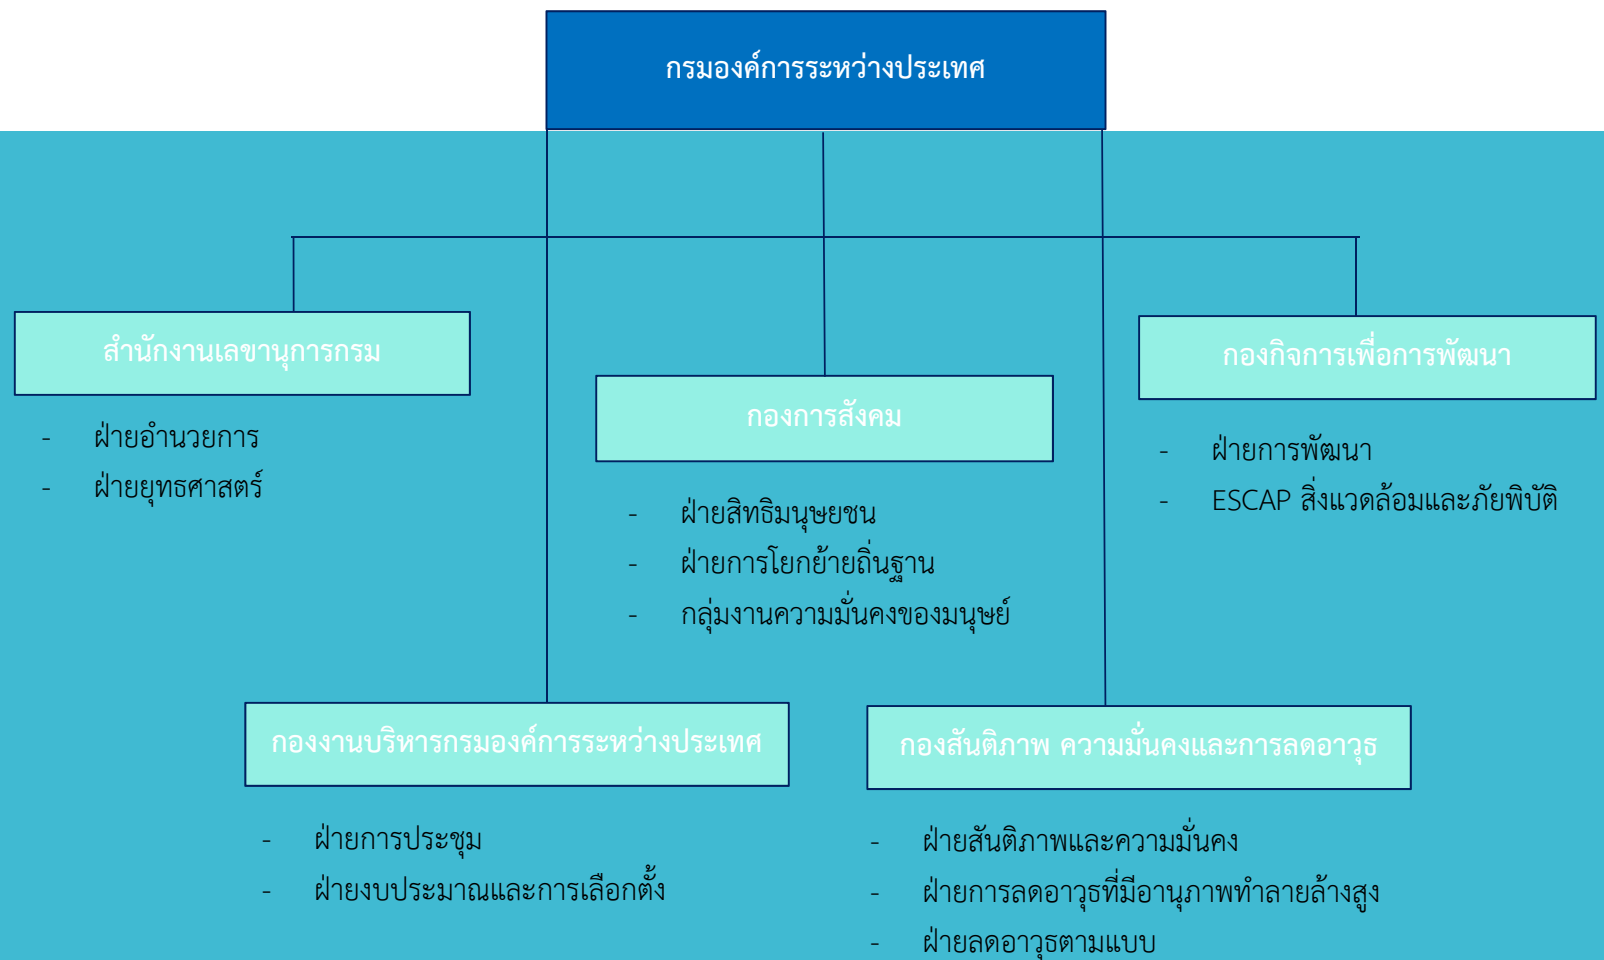 กรมองค์การระหว่างประเทศ
สำนักงานเลขานุการกรม
- ฝ่ายอำนวยการ
- ฝ่ายยุทธศาสตร์
กองการสังคม
- ฝ่ายสิทธิมนุษยชน
- ฝ่ายการโยกย้ายถิ่นฐาน
- กลุ่มงานความมั่นคงของมนุษย์
กองกิจการเพื่อการพัฒนา
- ฝ่ายการพัฒนา
- ESCAP สิ่งแวดล้อมและภัยพิบัติ
กองงานบริหารกรมองค์การระหว่างประเทศ
- ฝ่ายการประชุม
- ฝ่ายงบประมาณและการเลือกตั้ง
กองสันติภาพ ความมั่นคงและการลดอาวุธ
- ฝ่ายสันติภาพและความมั่นคง
- ฝ่ายการลดอาวุธที่มีอานุภาพทำลายล้างสูง
- ฝ่ายลดอาวุธตามแบบ